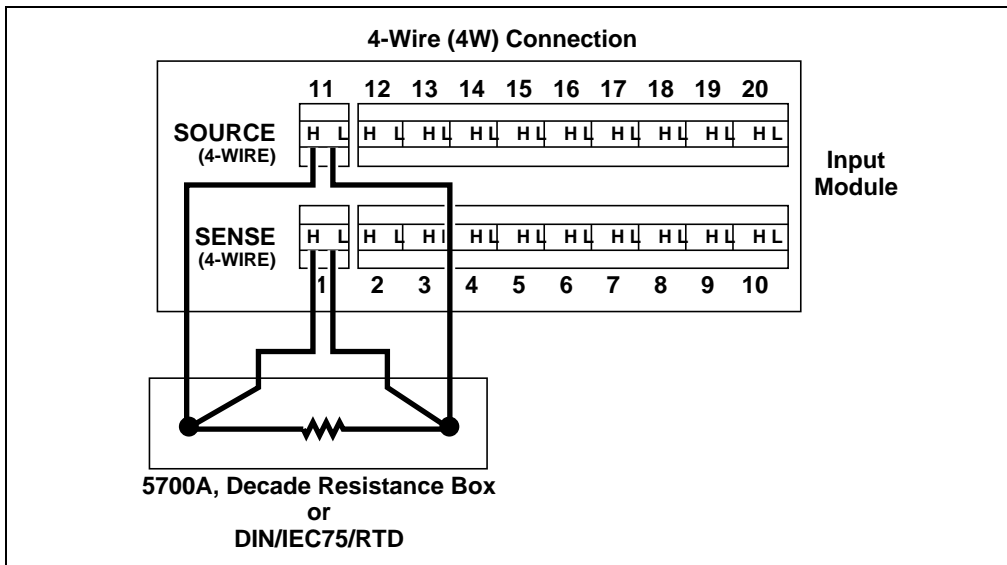 4-Wire (4W) Connection
11 12 13 14 15 16 17 18 19 20
SOURCE
(4-WIRE)
H L H L H L H L H L H L H L H L H L H L
Input
Module
SENSE
(4-WIRE)
H L H L H L H L H L H L H L H L H L H L
1 2 3 4 5 6 7 8 9 10
5700A, Decade Resistance Box
or
DIN/IEC75/RTD